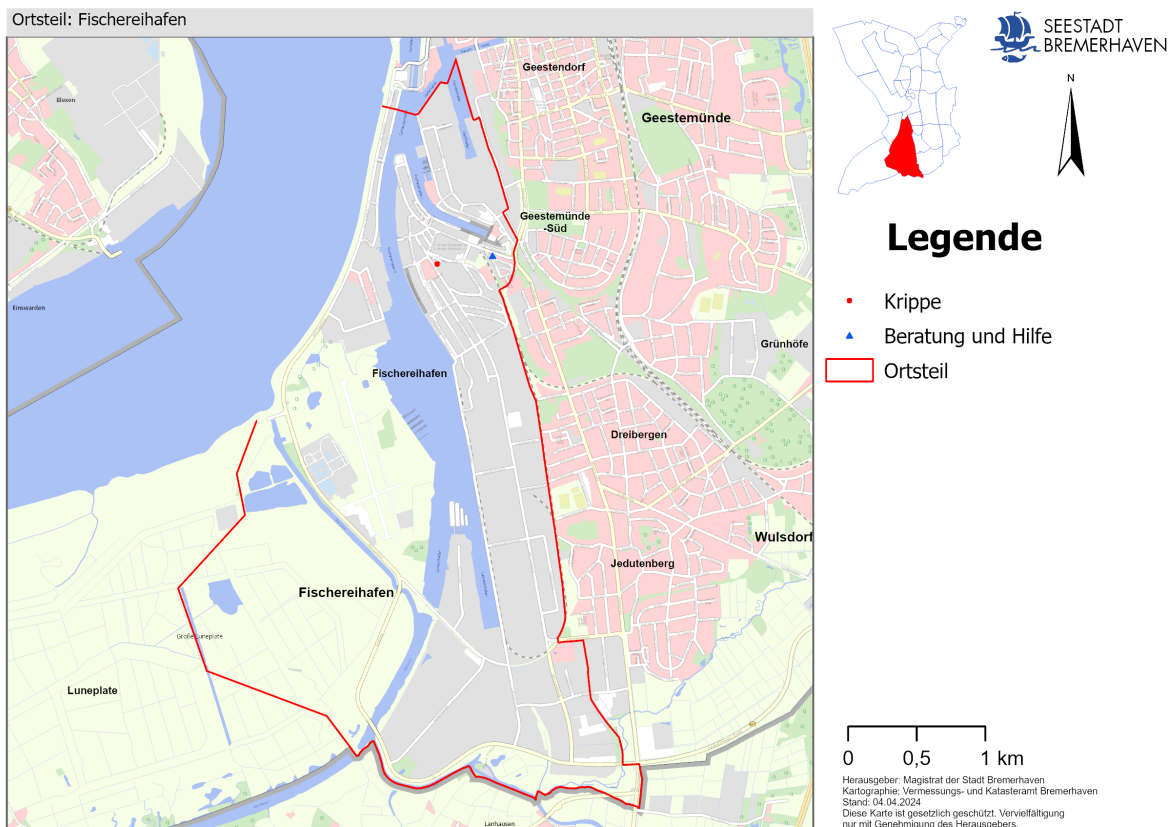 Ortsteil: Fischereihafen
SEESTADT
BREMERHAVEN
N
Geestendorf
Blexen
Geestemünde
Geestemünde
-Süd
Einswarden
Grünhöfe
Fischereihafen
Dreibergen
Wulsdorf
Jedutenberg
Fischereihafen
Große Luneplate
Luneplate
Lanhausen
Legende
Krippe
Beratung und Hilfe
Ortsteil
0 0,5 1 km
Herausgeber: Magistrat der Stadt Bremerhaven
Kartographie: Vermessungs- und Katasteramt Bremerhaven
Stand: 04.04.2024
Diese Karte ist gesetzlich geschützt. Vervielfältigung
nur mit Genehmigung des Herausgebers.